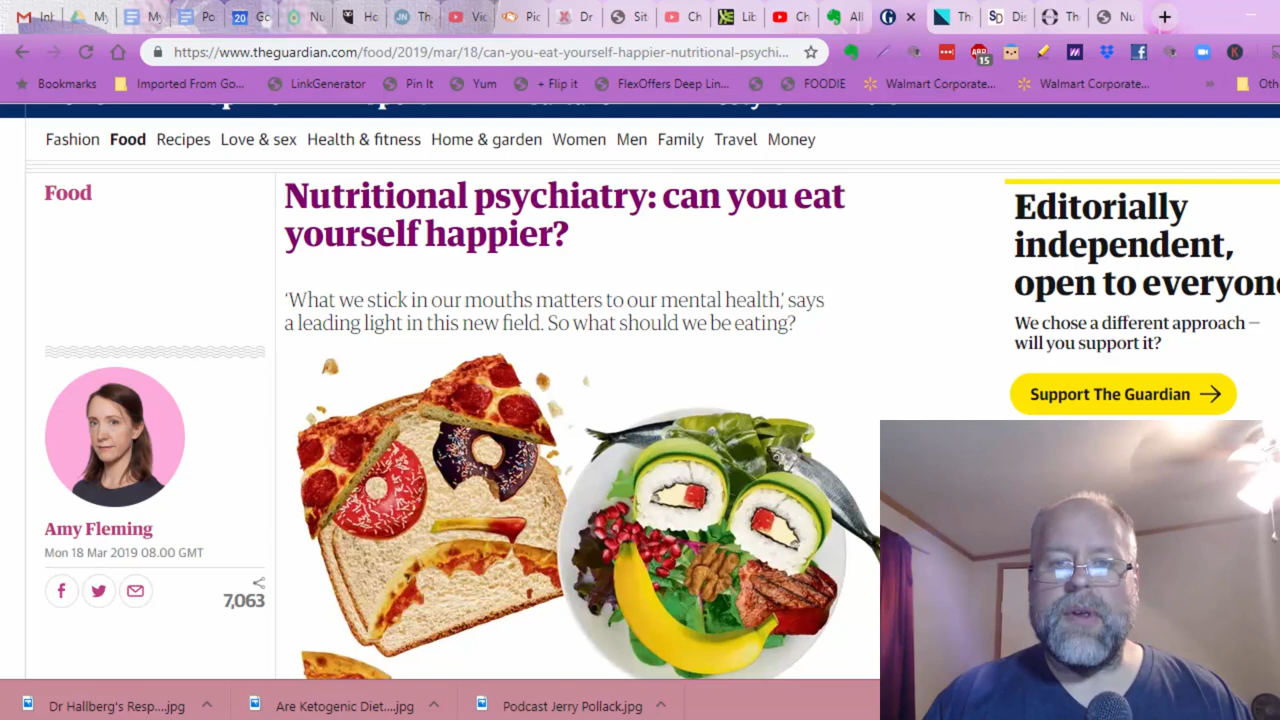 20
https://www.theguardian.com/food/2019/mar/18/can-you-eat-yourself-happier-nutritional-psychi...
15
K
Bookmarks
Imported From Go...
LinkGenerator
Pin It
Yum
+ Flip it
FlexOffers Deep Lin...
FOODIE
Walmart Corporate...
Walmart Corporate...
»
Fashion Food Recipes Love & sex Health & fitness Home & garden Women Men Family Travel Money
Food
Nutritional psychiatry: can you eat
yourself happier?
‘What we stick in our mouths matters to our mental health,’ says
a leading light in this new field. So what should we be eating?
Amy Fleming
Mon 18 Mar 2019 08.00 GMT
7,063
Editorially
independent,
open to everyon
We chose a different approach –
will you support it?
Support The Guardian
Dr Hallberg's Resp....jpg
Are Ketogenic Diet....jpg
Podcast Jerry Pollack.jpg